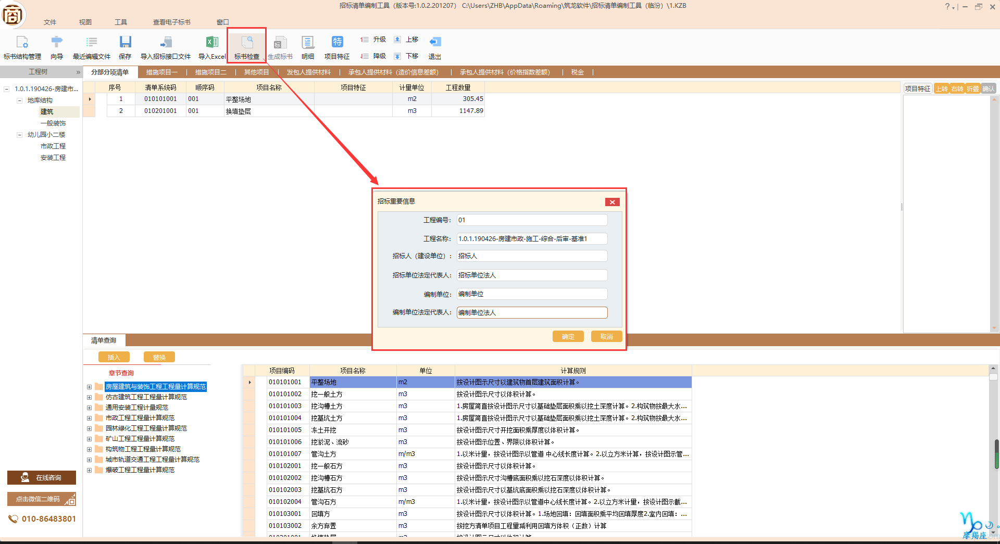 招标清单编制工具（版本号:1.0.2.201207） C:\Users\ZHB\AppData\Roaming\筑龙软件\招标清单编制工具（临汾）\1.KZB
商
文件 视图 工具 查看电子标书 窗口
标书结构管理 向导 最近编辑文件 保存 导入招标接口文件 导入Excel 标书检查 生成标书 明细 项目特征 升级 上移 降级 下移 退出
工程树 »
分部分项清单 措施项目一 措施项目二 其他项目 发包人提供材料 承包人提供材料（造价信息差额） 承包人提供材料（价格指数差额） 税金
1.0.1.190426-房建市...
地库结构
建筑
一般装饰
幼儿园小二楼
市政工程
安装工程
序号 清单系统码 顺序码 项目名称 项目特征 计量单位 工程数量
1 010101001 001 平整场地 m2 305.45
2 010201001 001 换填垫层 m3 1147.89
项目特征 上转 右转 折叠 确认
招标重要信息
工程编号： 01
工程名称： 1.0.1.190426-房建市政-施工-综合-后审-基准1
招标人（建设单位）： 招标人
招标单位法定代表人： 招标单位法人
编制单位： 编制单位
编制单位法定代表人： 编制单位法人
确定 取消
清单查询
插入 替换
章节查询
房屋建筑与装饰工程工程量计算规范
仿古建筑工程工程量计算规范
通用安装工程计量规范
市政工程工程量计算规范
园林绿化工程工程量计算规范
矿山工程工程量计算规范
构筑物工程工程量计算规范
城市轨道交通工程工程量计算规范
爆破工程工程量计算规范
项目编码 项目名称 单位 计算规则
010101001 平整场地 m2 按设计图示尺寸以建筑物首层建筑面积计算。
010101002 挖一般土方 m3 按设计图示尺寸以体积计算。
010101003 挖沟槽土方 m3 1.房屋简直按设计图示尺寸以基础垫层面积乘以挖土深度计算。2.构筑物按最大水...
010101004 挖基坑土方 m3 1.房屋简直按设计图示尺寸以基础垫层面积乘以挖土深度计算。2.构筑物按最大水...
010101005 冻土开挖 m3 按设计图示尺寸开挖面积乘厚度以体积计算。
010101006 挖淤泥、流砂 m3 按设计图示位置、界限以体积计算。
010101007 管沟土方 m/m3 1.以米计量，按设计图示以管道 中心线长度计算。2.以立方米计算，按设计图示管...
010102001 挖一般石方 m3 按设计图示尺寸以体积计算。
010102002 挖沟槽石方 m3 按设计图示尺寸沟槽底面积乘以挖石深度以体积计算。
010102003 挖基坑石方 m3 按设计图示尺寸以基坑底面积乘以挖石深度以体积计算。
010102004 管沟石方 m/m3 1.以米计量，按设计图示以管道中心线长度计算。2.以立方米计量，按设计图示截...
010103001 回填方 m3 按设计图示尺寸以体积计算。1.场地回填：回填面积乘平均回填厚度2.室内回填：...
010103002 余方弃置 m3 按挖方清单项目工程量减利用回填方体积（正数）计算
010201001 换填垫层 m3 按设计图示尺寸以体积计算。
在线咨询
点击微信二维码
010-86483801
摩羯座